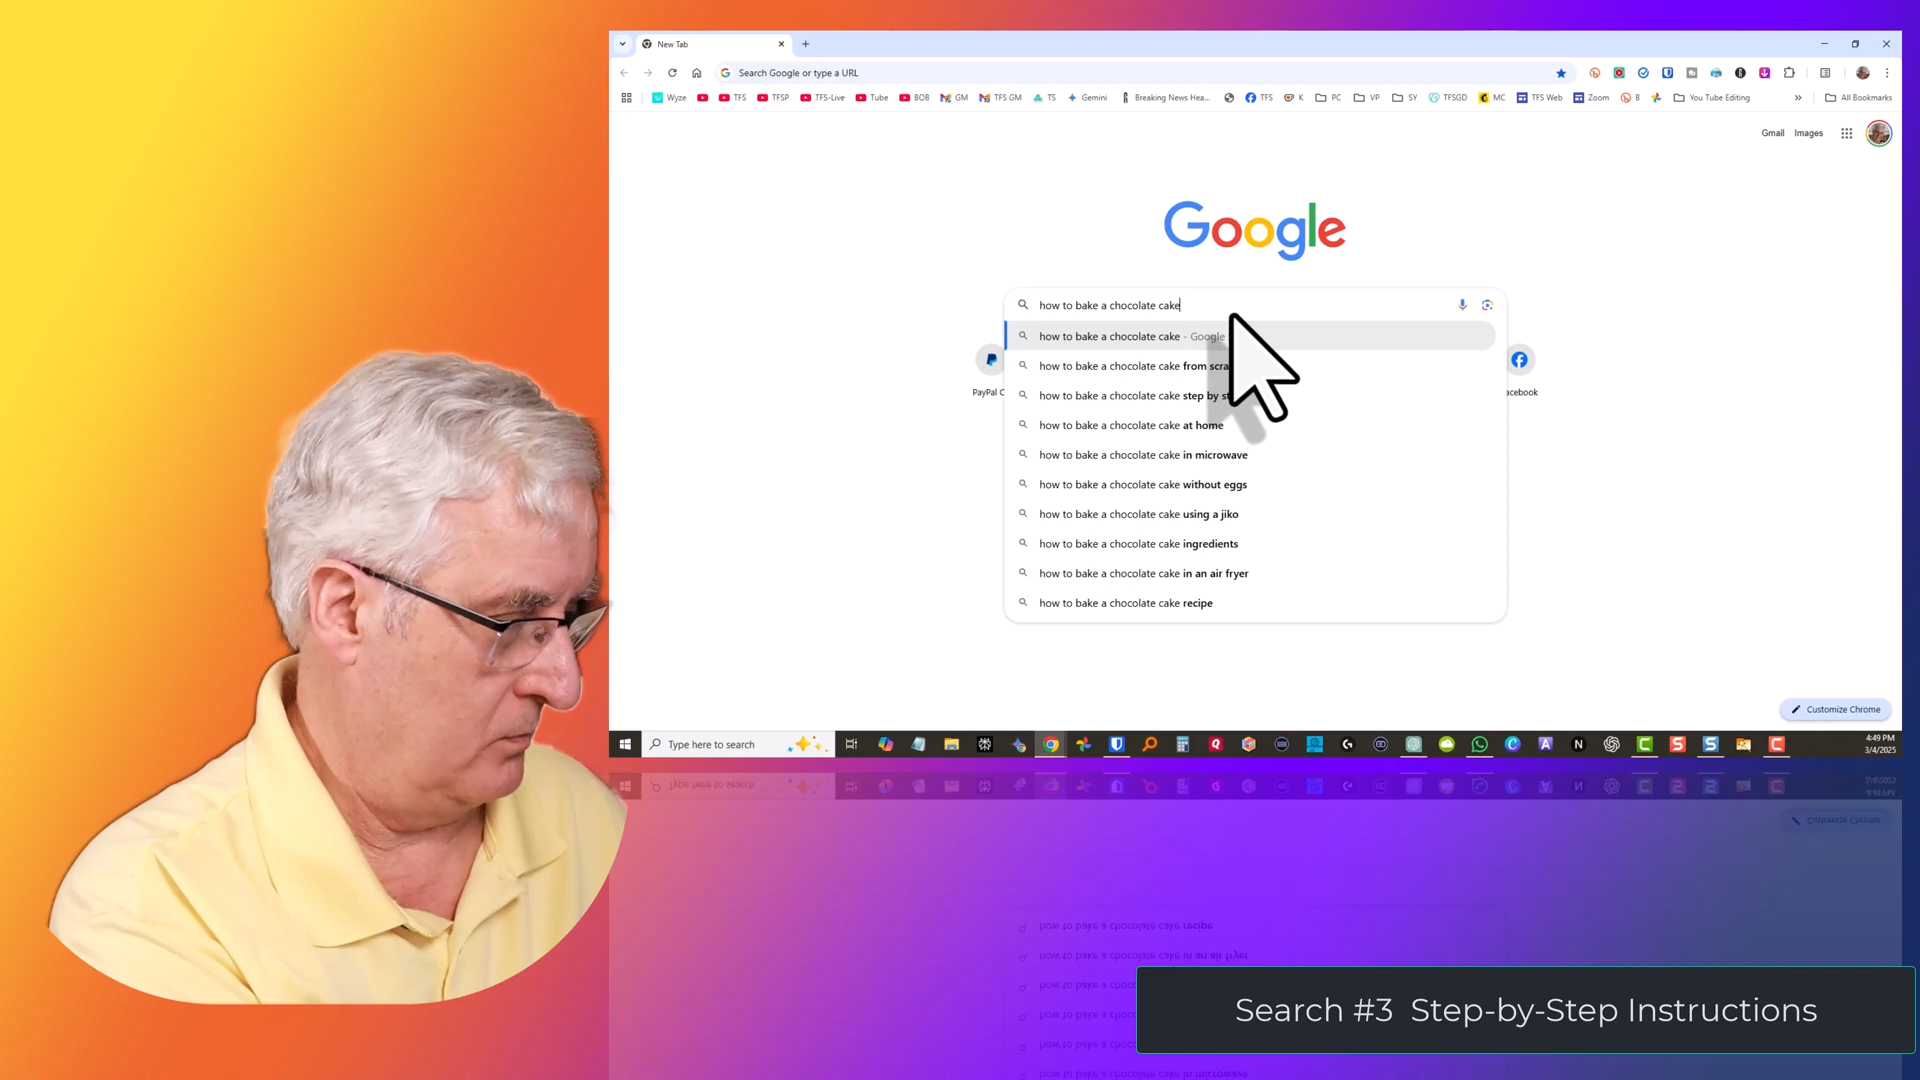 New Tab
Search Google or type a URL
Wyze TFS TFSP TFS-Live Tube BOB GM TFS GM TS Gemini Breaking News Hea... TFS K PC VP SY TFSGD MC TFS Web Zoom B You Tube Editing All Bookmarks
Gmail Images
Google
how to bake a chocolate cake
how to bake a chocolate cake - Google
how to bake a chocolate cake from scra
how to bake a chocolate cake step by st
how to bake a chocolate cake at home
how to bake a chocolate cake in microwave
how to bake a chocolate cake without eggs
how to bake a chocolate cake using a jiko
how to bake a chocolate cake ingredients
how to bake a chocolate cake in an air fryer
how to bake a chocolate cake recipe
PayPal C
acebook
Customize Chrome
Type here to search
4:49 PM
3/4/2025
Search #3 Step-by-Step Instructions